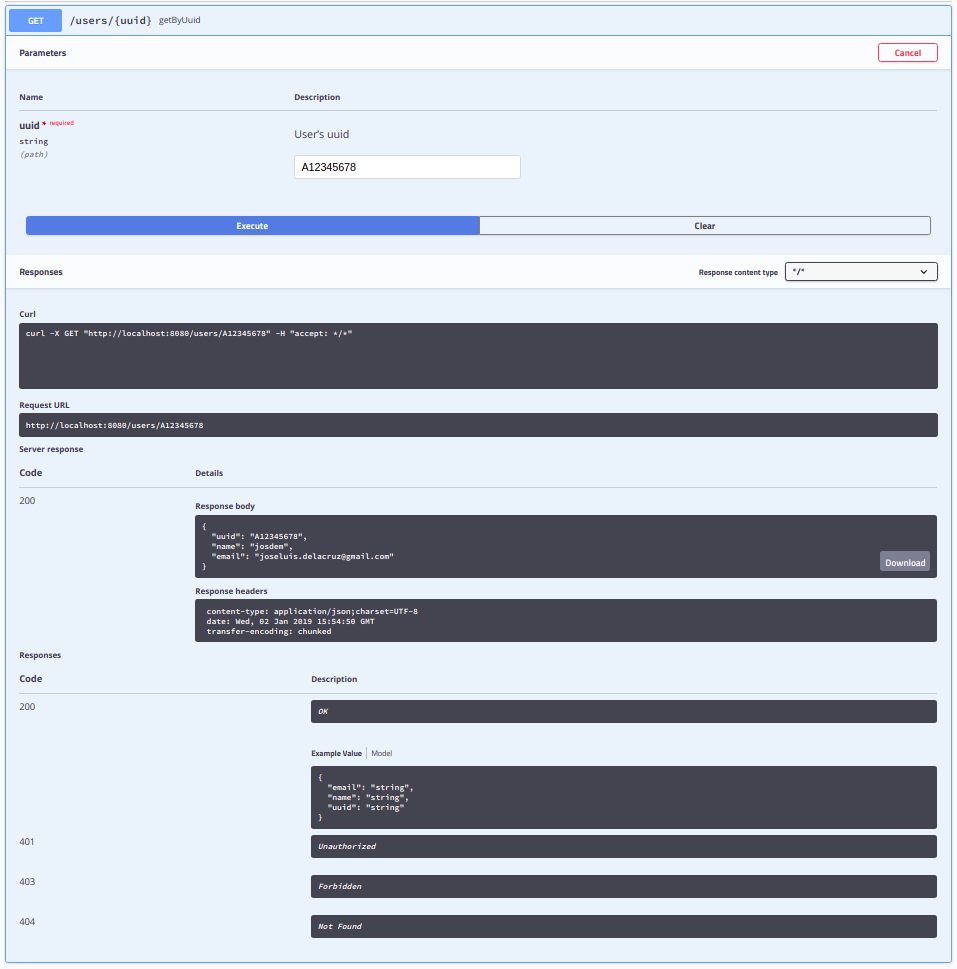 GET /users/{uuid} getByUuid
Parameters
Cancel
Name Description
uuid * required
string
(path)
User's uuid
A12345678
Execute Clear
Responses Response content type */*
Curl
curl -X GET "http://localhost:8080/users/A12345678" -H "accept: */*"
Request URL
http://localhost:8080/users/A12345678
Server response
Code Details
200
Response body
{
"uuid": "A12345678",
"name": "josdem",
"email": "joseluis.delacruz@gmail.com"
}
Download
Response headers
content-type: application/json;charset=UTF-8
date: Wed, 02 Jan 2019 15:54:50 GMT
transfer-encoding: chunked
Responses
Code Description
200 OK
Example Value Model
{
"email": "string",
"name": "string",
"uuid": "string"
}
401 Unauthorized
403 Forbidden
404 Not Found